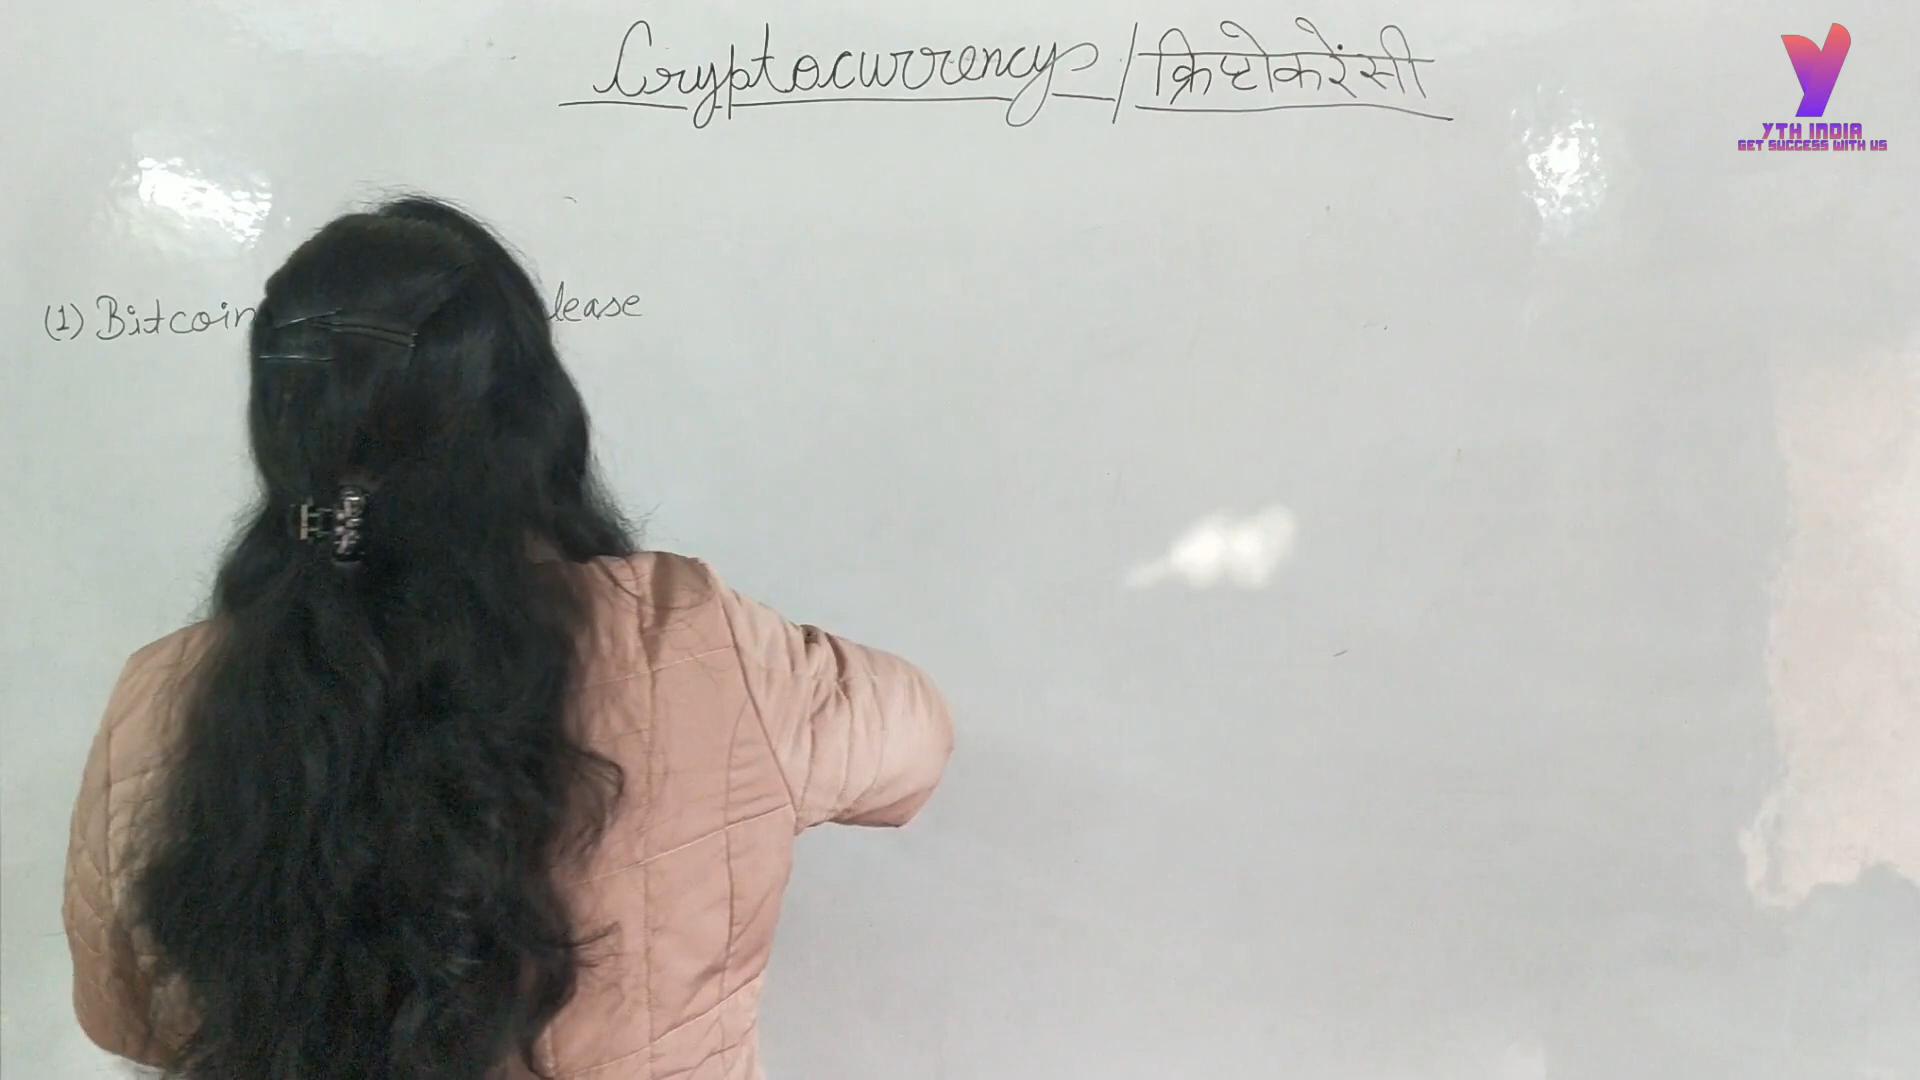 Cryptocurrency / क्रिप्टोकरेंसी
YTH INDIA
GET SUCCESS WITH US
(1) Bitcoin lease